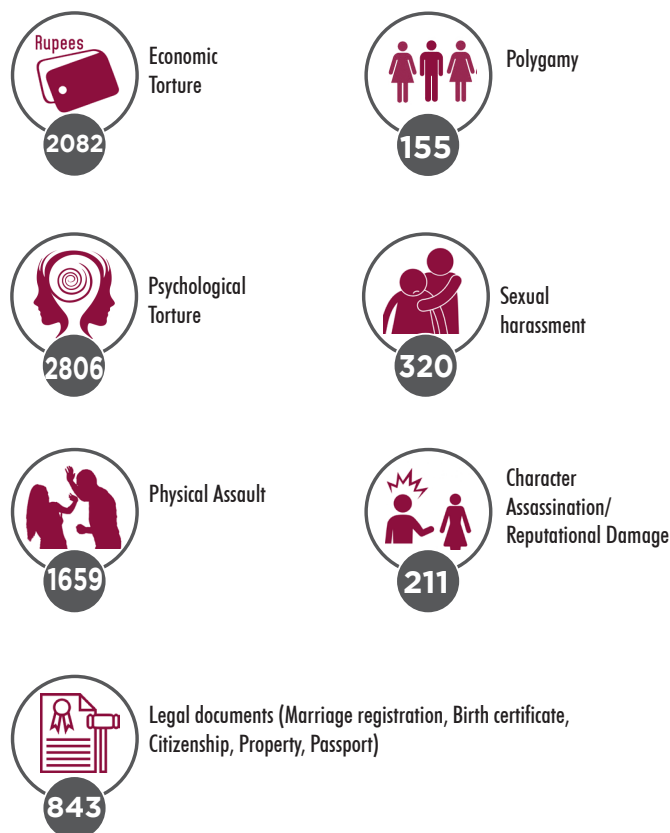 Rupees
Economic
Torture
2082
Polygamy
155
Psychological
Torture
2806
Sexual
harassment
320
Physical Assault
1659
Character
Assassination/
Reputational Damage
211
Legal documents (Marriage registration, Birth certificate,
Citizenship, Property, Passport)
843